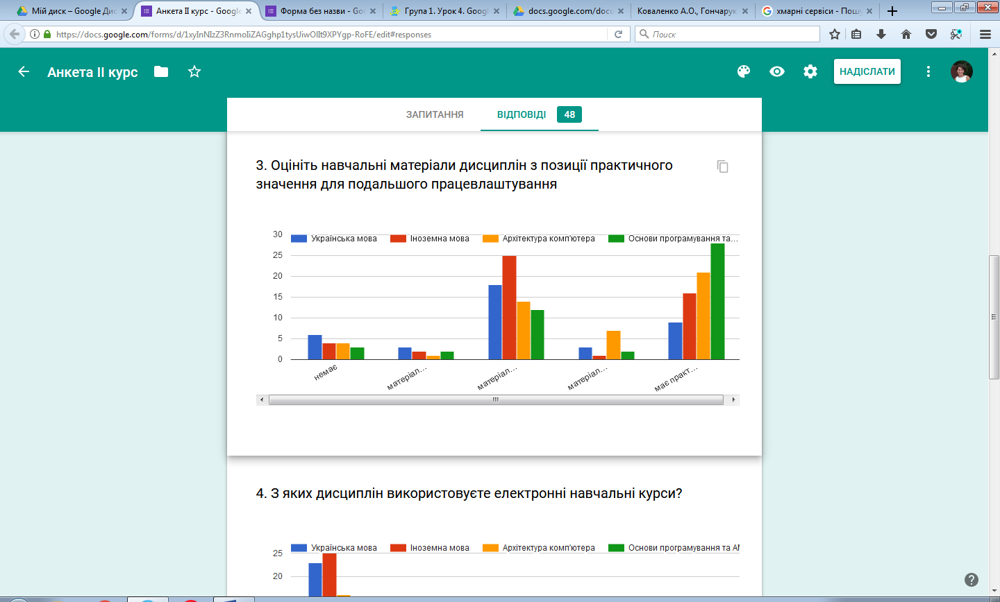 Мій диск – Google Дис
Анкета II курс - Google
Форма без назви - Goo
Група 1. Урок 4. Googl
docs.google.com/docu
Коваленко А.О., Гончарук
хмарні сервіси - Пошу
docs.google.com/forms/d/1xyInNIzZ3RnmoIiZAGghp1tysUiwOlIt9XPYgp-RoFE/edit#responses
Поиск
Анкета II курс
НАДІСЛАТИ
ЗАПИТАННЯ
ВІДПОВІДІ 48
3. Оцініть навчальні матеріали дисциплін з позиції практичного
значення для подальшого працевлаштування
Українська мова
Іноземна мова
Архітектура комп'ютера
Основи програмування та...
30
25
20
15
10
5
0
немає
матеріал...
матеріал...
матеріал...
має практ...
4. З яких дисциплін використовуєте електронні навчальні курси?
Українська мова
Іноземна мова
Архітектура комп'ютера
Основи програмування та
25
20